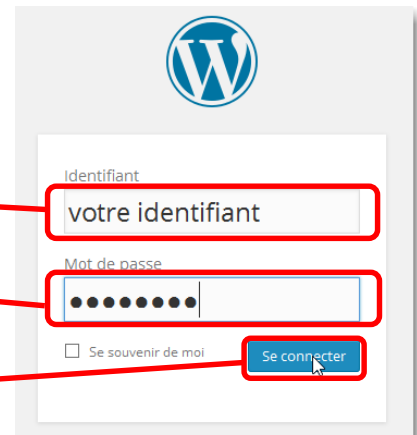 Identifiant
votre identifiant
Mot de passe
Se souvenir de moi
Se connecter